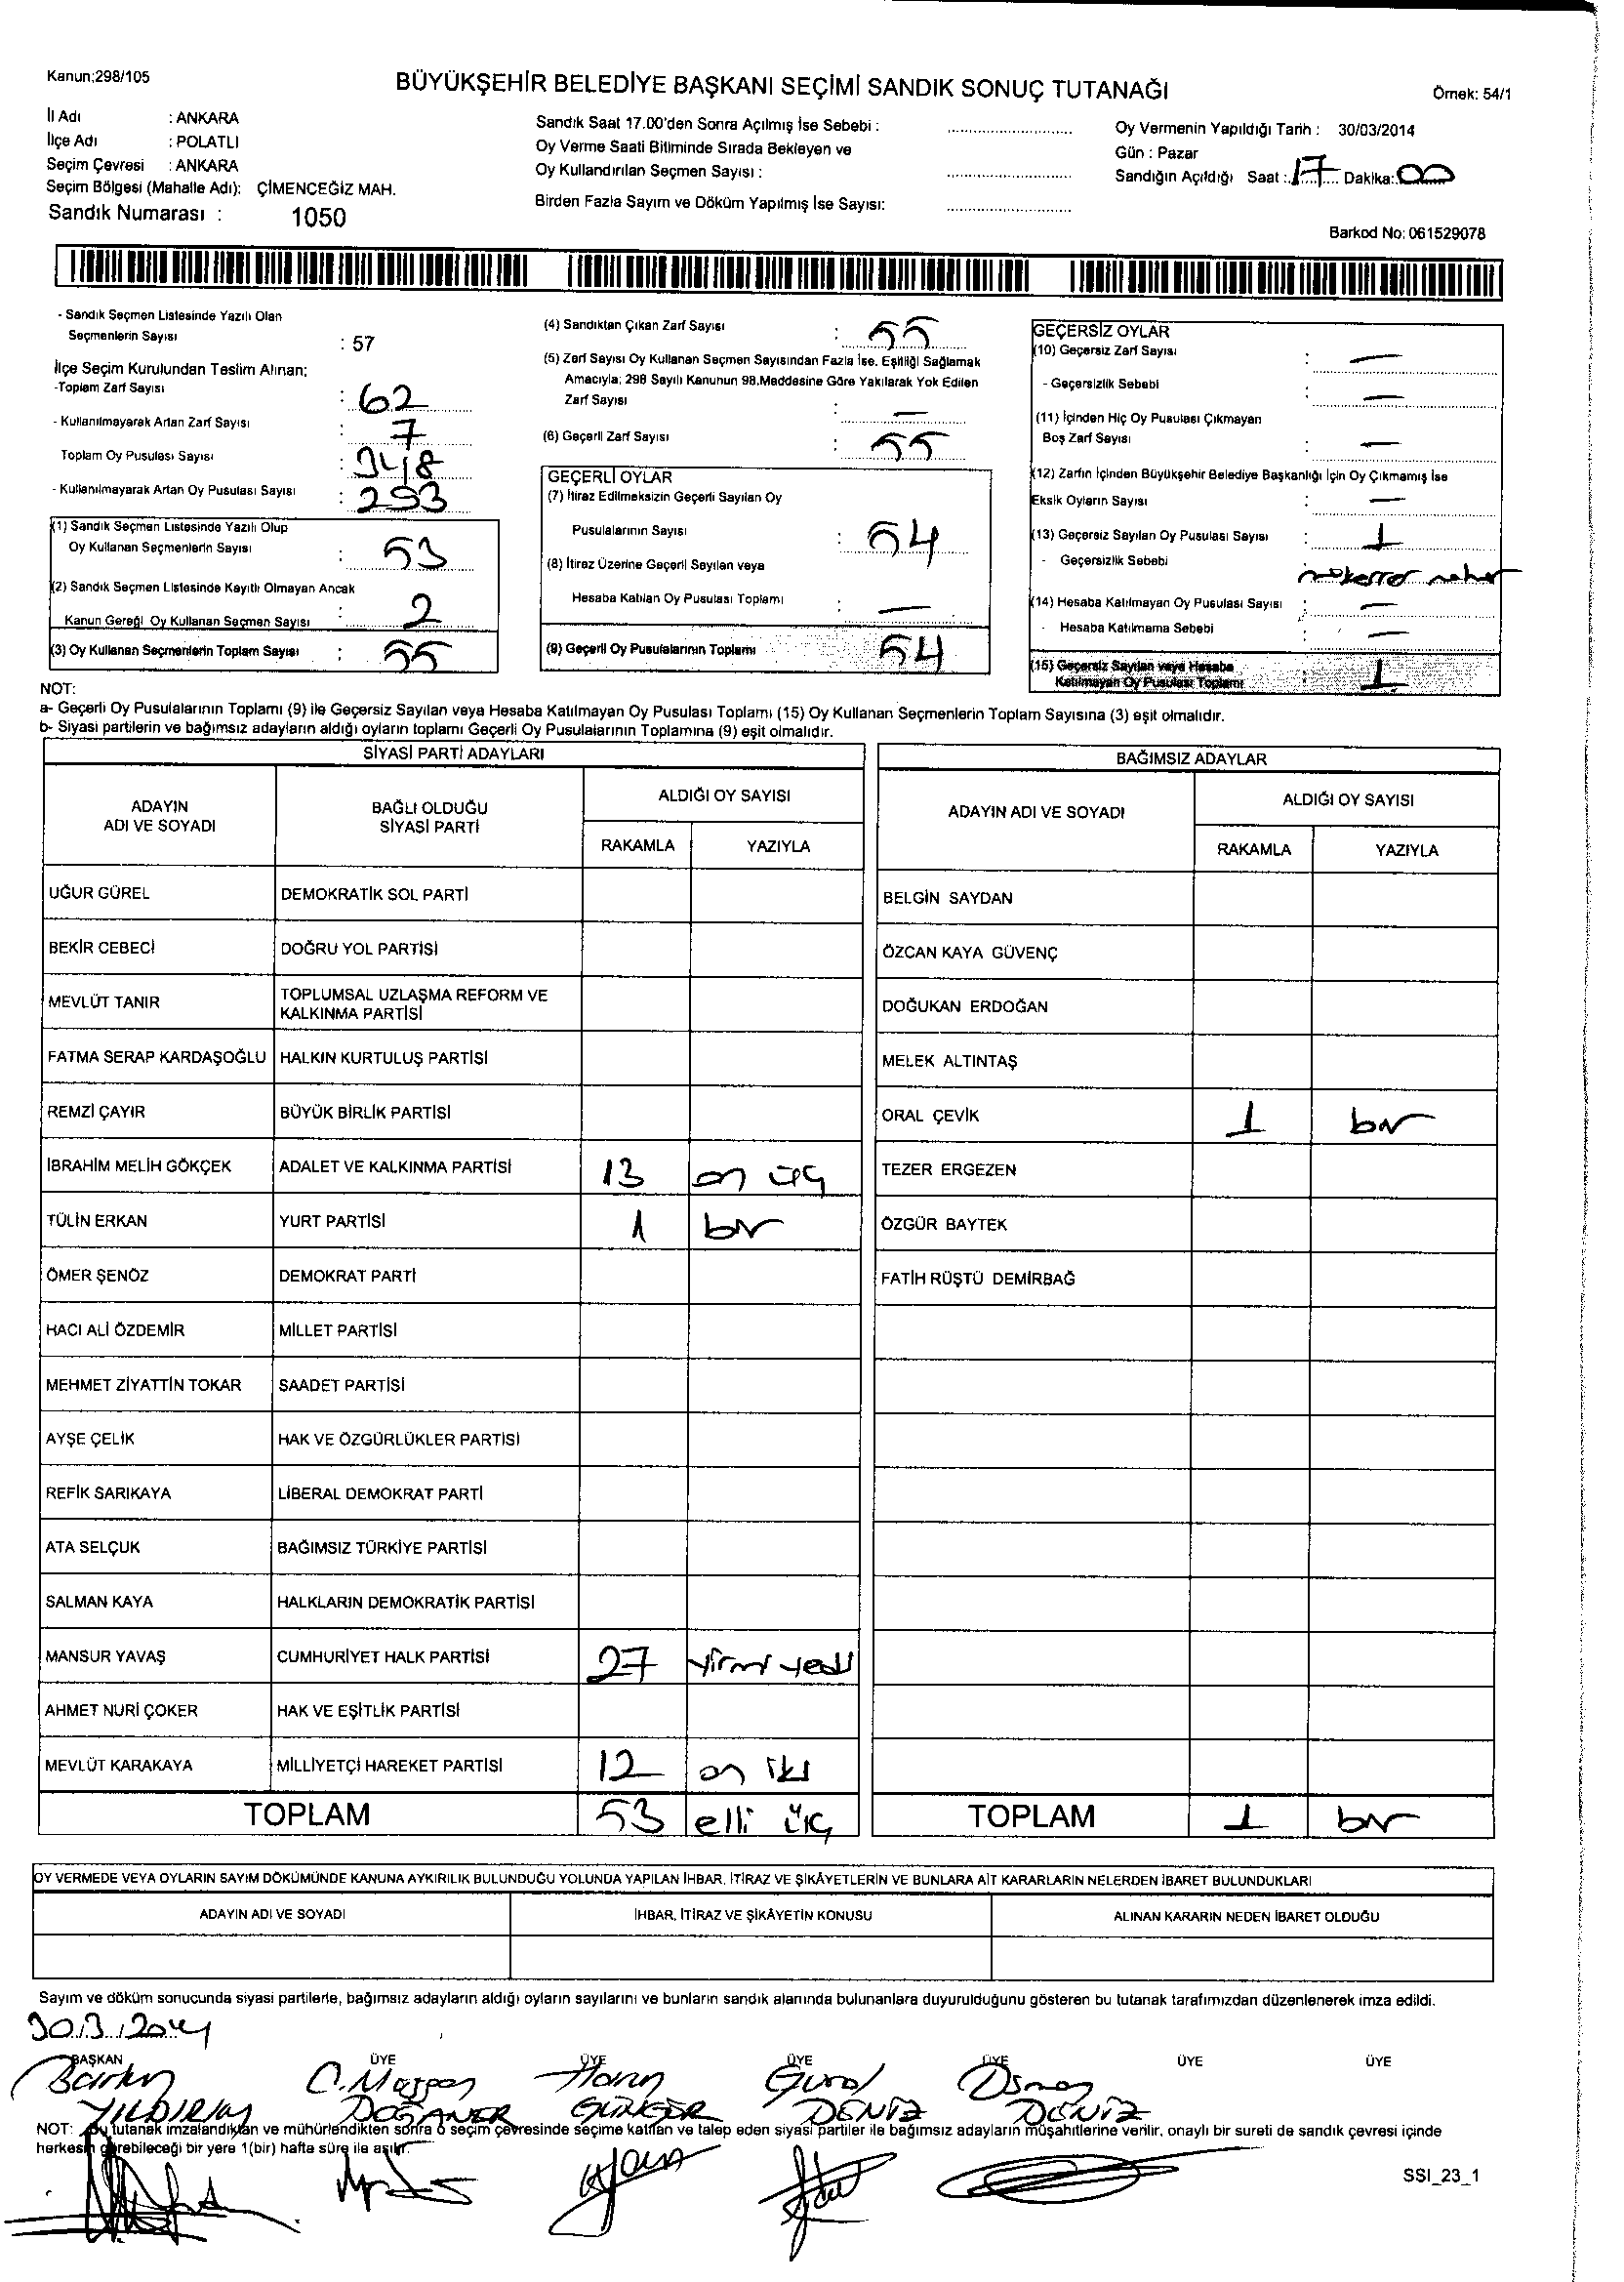 Kanun;298/105
BÜYÜKŞEHİR BELEDİYE BAŞKANI SEÇİMİ SANDIK SONUÇ TUTANAĞI
Örnek: 54/1
İl Adı : ANKARA
İlçe Adı : POLATLI
Seçim Çevresi : ANKARA
Seçim Bölgesi (Mahalle Adı): ÇİMENCEĞİZ MAH.
Sandık Numarası : 1050
Sandık Saat 17.00'den Sonra Açılmış İse Sebebi :
Oy Verme Saati Bitiminde Sırada Bekleyen ve
Oy Kullandırılan Seçmen Sayısı :
Birden Fazla Sayım ve Döküm Yapılmış İse Sayısı:
Oy Vermenin Yapıldığı Tarih : 30/03/2014
Gün : Pazar
Sandığın Açıldığı Saat : 17 Dakika: 00
Barkod No: 061529078
- Sandık Seçmen Listesinde Yazılı Olan
Seçmenlerin Sayısı : 57
İlçe Seçim Kurulundan Teslim Alınan;
-Toplam Zarf Sayısı : 62
- Kullanılmayarak Artan Zarf Sayısı : 7
Toplam Oy Pusulası Sayısı : 348
- Kullanılmayarak Artan Oy Pusulası Sayısı : 293
(1) Sandık Seçmen Listesinde Yazılı Olup
Oy Kullanan Seçmenlerin Sayısı : 53
(2) Sandık Seçmen Listesinde Kayıtlı Olmayan Ancak
Kanun Gereği Oy Kullanan Seçmen Sayısı : 2
(3) Oy Kullanan Seçmenlerin Toplam Sayısı : 55
(4) Sandıktan Çıkan Zarf Sayısı : 55
(5) Zarf Sayısı Oy Kullanan Seçmen Sayısından Fazla İse, Eşitliği Sağlamak
Amacıyla; 298 Sayılı Kanunun 98.Maddesine Göre Yakılarak Yok Edilen
Zarf Sayısı : —
(6) Geçerli Zarf Sayısı : 55
GEÇERLİ OYLAR
(7) İtiraz Edilmeksizin Geçerli Sayılan Oy
Pusulalarının Sayısı : 54
(8) İtiraz Üzerine Geçerli Sayılan veya
Hesaba Katılan Oy Pusulası Toplamı : —
(9) Geçerli Oy Pusulalarının Toplamı : 54
GEÇERSİZ OYLAR
(10) Geçersiz Zarf Sayısı : —
- Geçersizlik Sebebi : —
(11) İçinden Hiç Oy Pusulası Çıkmayan
Boş Zarf Sayısı : —
(12) Zarfın İçinden Büyükşehir Belediye Başkanlığı İçin Oy Çıkmamış İse
Eksik Oyların Sayısı : —
(13) Geçersiz Sayılan Oy Pusulası Sayısı : 1
- Geçersizlik Sebebi : mükerrer mühür
(14) Hesaba Katılmayan Oy Pusulası Sayısı : —
- Hesaba Katılmama Sebebi : —
(15) Geçersiz Sayılan veya Hesaba
Katılmayan Oy Pusulası Toplamı : 1
NOT:
a- Geçerli Oy Pusulalarının Toplamı (9) ile Geçersiz Sayılan veya Hesaba Katılmayan Oy Pusulası Toplamı (15) Oy Kullanan Seçmenlerin Toplam Sayısına (3) eşit olmalıdır.
b- Siyasi partilerin ve bağımsız adayların aldığı oyların toplamı Geçerli Oy Pusulalarının Toplamına (9) eşit olmalıdır.
SİYASİ PARTİ ADAYLARI
ADAYIN ADI VE SOYADI
BAĞLI OLDUĞU SİYASİ PARTİ
ALDIĞI OY SAYISI
RAKAMLA YAZIYLA
UĞUR GÜREL DEMOKRATİK SOL PARTİ
BEKİR CEBECİ DOĞRU YOL PARTİSİ
MEVLÜT TANIR TOPLUMSAL UZLAŞMA REFORM VE
KALKINMA PARTİSİ
FATMA SERAP KARDAŞOĞLU HALKIN KURTULUŞ PARTİSİ
REMZİ ÇAYIR BÜYÜK BİRLİK PARTİSİ
İBRAHİM MELİH GÖKÇEK ADALET VE KALKINMA PARTİSİ 13 on üç
TÜLİN ERKAN YURT PARTİSİ 1 bir
ÖMER ŞENÖZ DEMOKRAT PARTİ
HACI ALİ ÖZDEMİR MİLLET PARTİSİ
MEHMET ZİYATTİN TOKAR SAADET PARTİSİ
AYŞE ÇELİK HAK VE ÖZGÜRLÜKLER PARTİSİ
REFİK SARIKAYA LİBERAL DEMOKRAT PARTİ
ATA SELÇUK BAĞIMSIZ TÜRKİYE PARTİSİ
SALMAN KAYA HALKLARIN DEMOKRATİK PARTİSİ
MANSUR YAVAŞ CUMHURİYET HALK PARTİSİ 27 yirmi yedi
AHMET NURİ ÇOKER HAK VE EŞİTLİK PARTİSİ
MEVLÜT KARAKAYA MİLLİYETÇİ HAREKET PARTİSİ 12 on iki
TOPLAM 53 elli üç
BAĞIMSIZ ADAYLAR
ADAYIN ADI VE SOYADI
ALDIĞI OY SAYISI
RAKAMLA YAZIYLA
BELGİN SAYDAN
ÖZCAN KAYA GÜVENÇ
DOĞUKAN ERDOĞAN
MELEK ALTINTAŞ
ORAL ÇEVİK 1 bir
TEZER ERGEZEN
ÖZGÜR BAYTEK
FATİH RÜŞTÜ DEMİRBAĞ
TOPLAM 1 bir
OY VERMEDE VEYA OYLARIN SAYIM DÖKÜMÜNDE KANUNA AYKIRILIK BULUNDUĞU YOLUNDA YAPILAN İHBAR, İTİRAZ VE ŞİKÂYETLERİN VE BUNLARA AİT KARARLARIN NELERDEN İBARET BULUNDUKLARI
ADAYIN ADI VE SOYADI İHBAR, İTİRAZ VE ŞİKÂYETİN KONUSU ALINAN KARARIN NEDEN İBARET OLDUĞU
Sayım ve döküm sonucunda siyasi partilerle, bağımsız adayların aldığı oyların sayılarını ve bunların sandık alanında bulunanlara duyurulduğunu gösteren bu tutanak tarafımızdan düzenlenerek imza edildi.
30/3/2014
BAŞKAN ÜYE ÜYE ÜYE ÜYE ÜYE ÜYE
Osman
YILDIRIM DOĞANER DENİZ DENİZ
NOT: Bu tutanak imzalandıktan ve mühürlendikten sonra o seçim çevresinde seçime katılan ve talep eden siyasi partiler ile bağımsız adayların müşahitlerine verilir, onaylı bir sureti de sandık çevresi içinde
herkesin görebileceği bir yere 1(bir) hafta süre ile asılır.
SSI_23_1